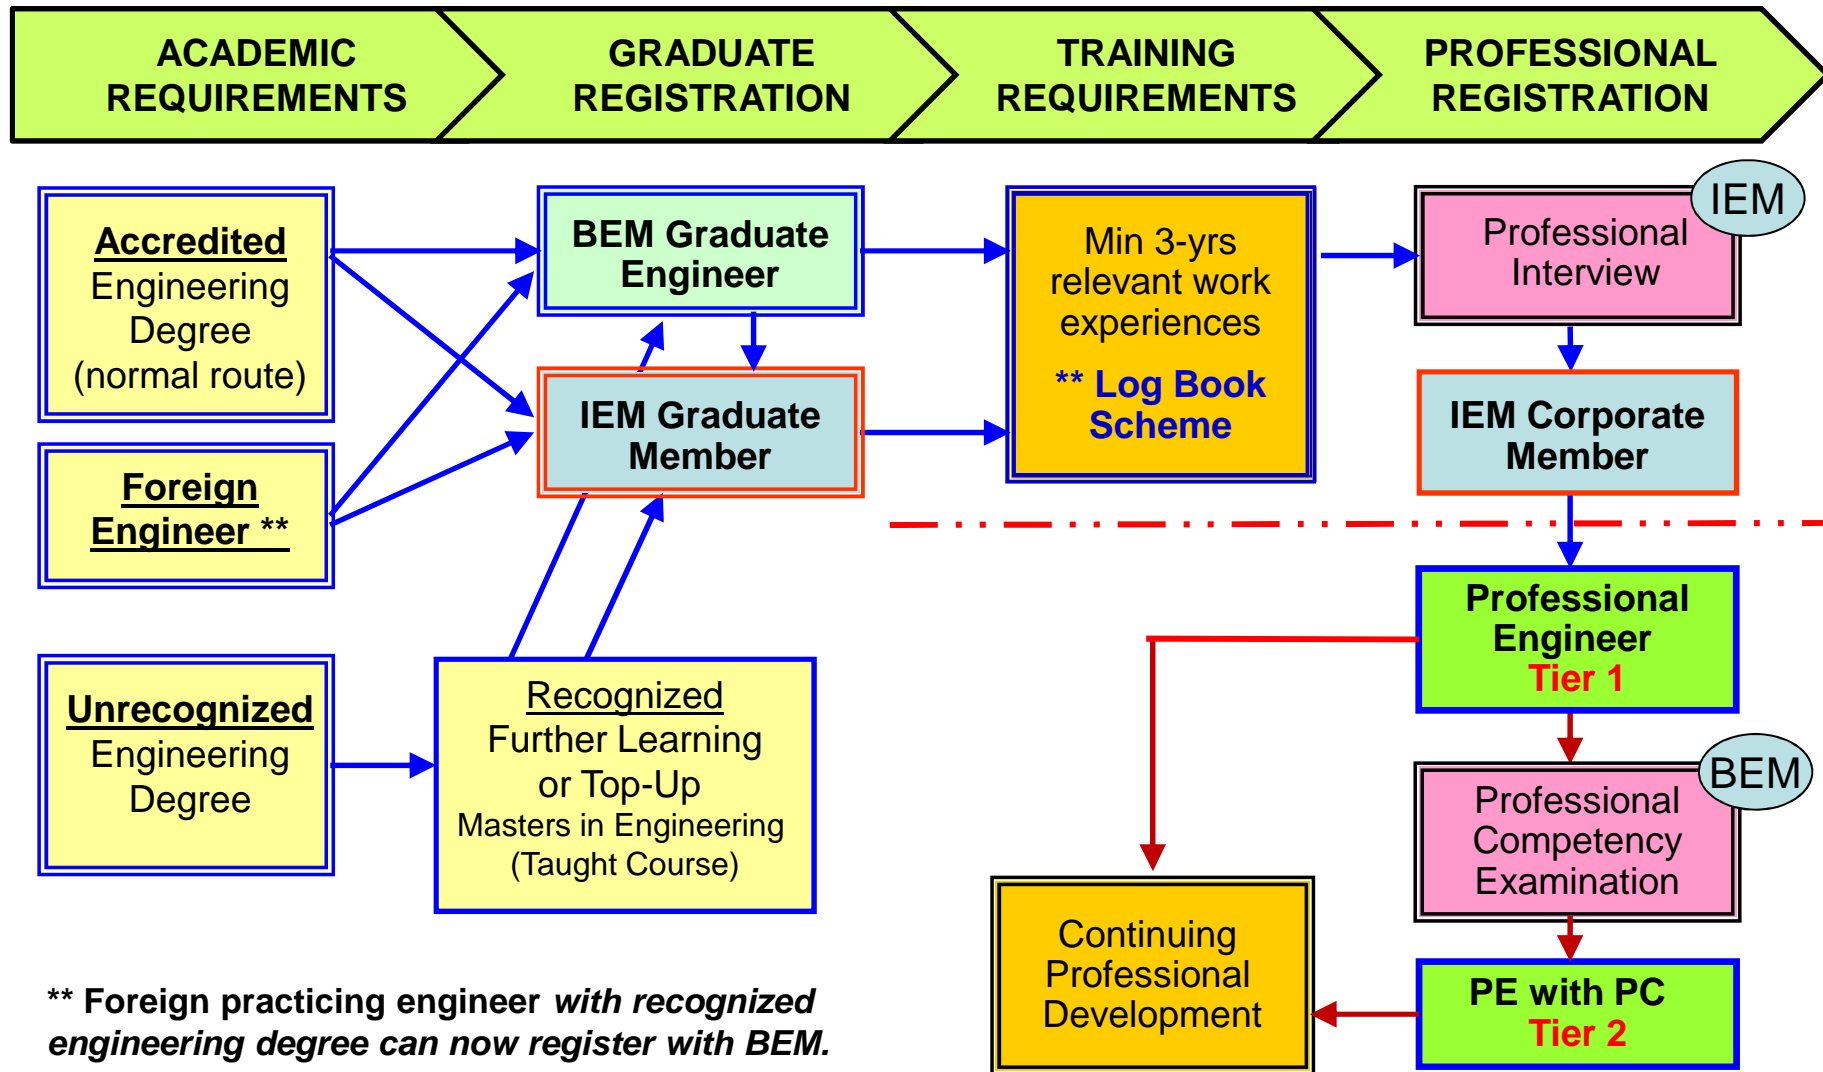 ACADEMIC
REQUIREMENTS
GRADUATE
REGISTRATION
TRAINING
REQUIREMENTS
PROFESSIONAL
REGISTRATION
Accredited
Engineering
Degree
(normal route)
BEM Graduate
Engineer
Min 3-yrs
relevant work
experiences
** Log Book
Scheme
IEM
Professional
Interview
IEM Graduate
Member
IEM Corporate
Member
Foreign
Engineer **
Professional
Engineer
Tier 1
Unrecognized
Engineering
Degree
Recognized
Further Learning
or Top-Up
Masters in Engineering
(Taught Course)
BEM
Professional
Competency
Examination
Continuing
Professional
Development
PE with PC
Tier 2
** Foreign practicing engineer with recognized
engineering degree can now register with BEM.